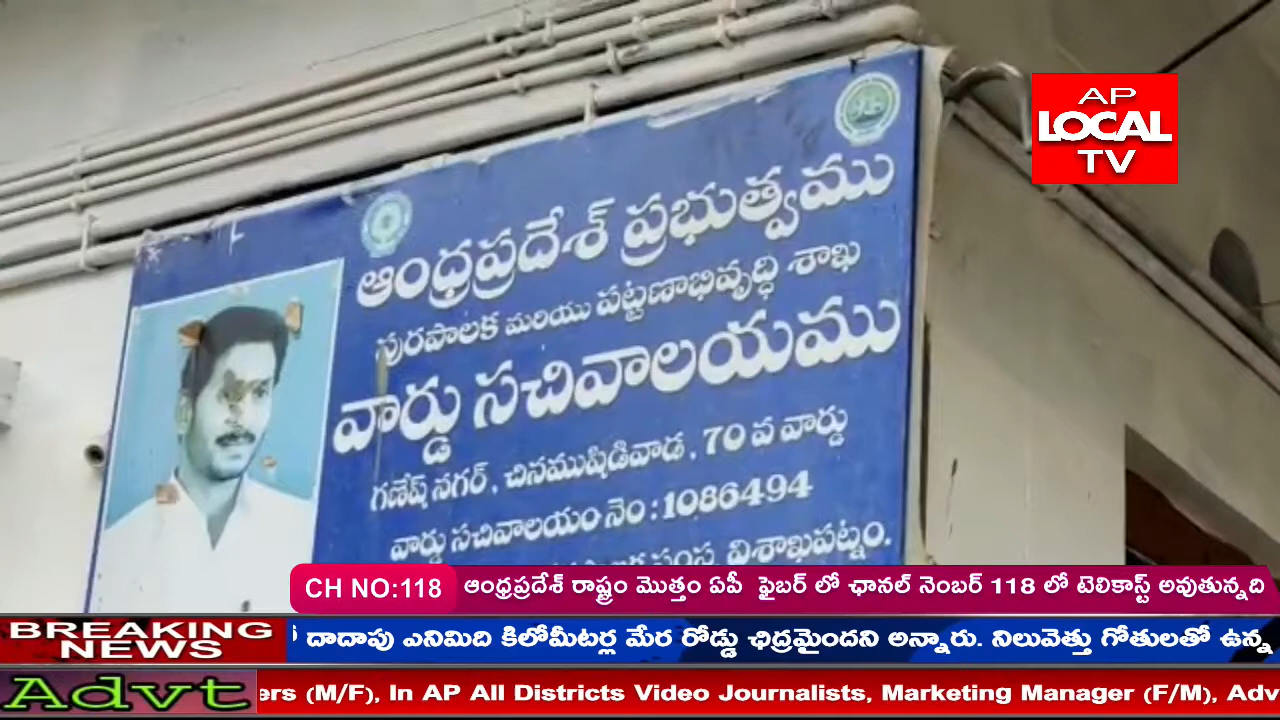 AP
LOCAL
TV
ఆంధ్రప్రదేశ్ ప్రభుత్వము
పురపాలక మరియు పట్టణాభివృద్ధి శాఖ
వార్డు సచివాలయము
గణేష్ నగర్, చినముషిడివాడ, 70 వ వార్డు
వార్డు సచివాలయం నెం : 1086494
విశాఖపట్నం.
CH NO:118 ఆంధ్రప్రదేశ్ రాష్ట్రం మొత్తం ఏపీ ఫైబర్ లో ఛానల్ నెంబర్ 118 లో టెలికాస్ట్ అవుతున్నది
BREAKING NEWS దాదాపు ఎనిమిది కిలోమీటర్ల మేర రోడ్డు ఛిద్రమైందని అన్నారు. నిలువెత్తు గోతులతో ఉన్న
Advt ers (M/F), In AP All Districts Video Journalists, Marketing Manager (F/M), Adv